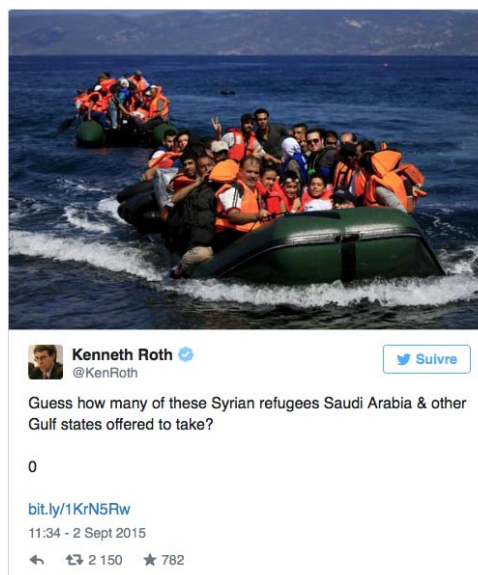 Kenneth Roth
@KenRoth
Suivre
Guess how many of these Syrian refugees Saudi Arabia & other
Gulf states offered to take?
0
bit.ly/1KrN5Rw
11:34 - 2 Sept 2015
2 150
782